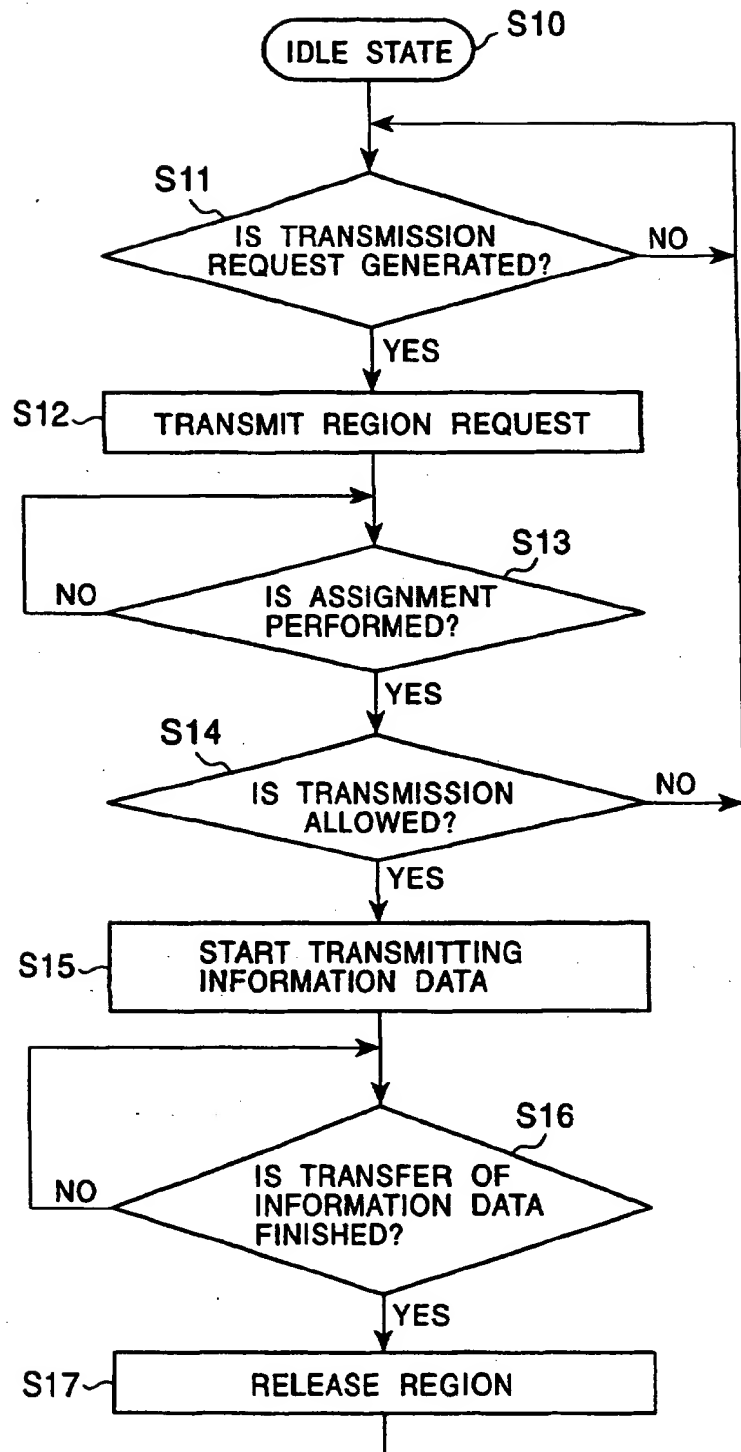 IDLE STATE
S10
S11
IS TRANSMISSION
REQUEST GENERATED?
NO
YES
S12
TRANSMIT REGION REQUEST
S13
NO
IS ASSIGNMENT
PERFORMED?
YES
S14
IS TRANSMISSION
ALLOWED?
NO
YES
S15
START TRANSMITTING
INFORMATION DATA
S16
NO
IS TRANSFER OF
INFORMATION DATA
FINISHED?
YES
S17
RELEASE REGION